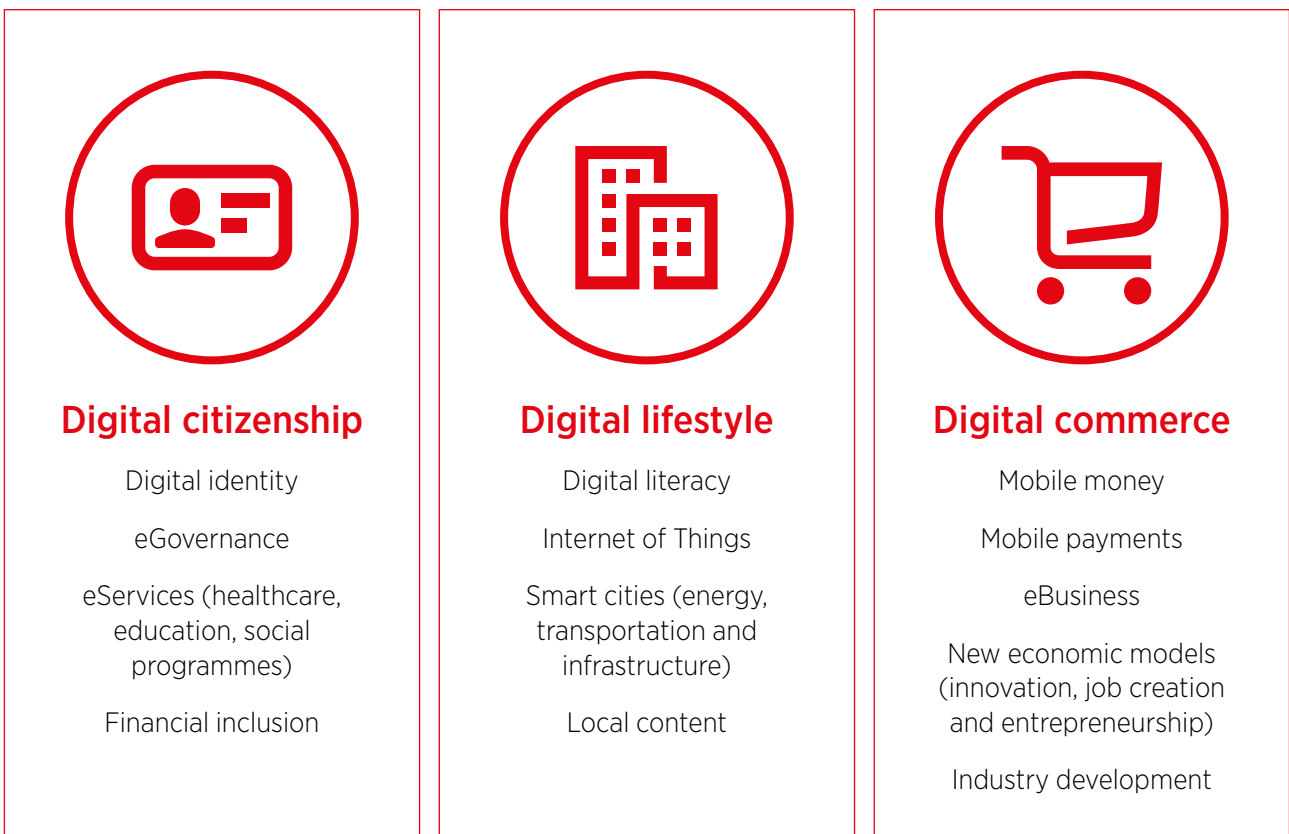 Digital citizenship
Digital identity
eGovernance
eServices (healthcare,
education, social
programmes)
Financial inclusion
Digital lifestyle
Digital literacy
Internet of Things
Smart cities (energy,
transportation and
infrastructure)
Local content
Digital commerce
Mobile money
Mobile payments
eBusiness
New economic models
(innovation, job creation
and entrepreneurship)
Industry development